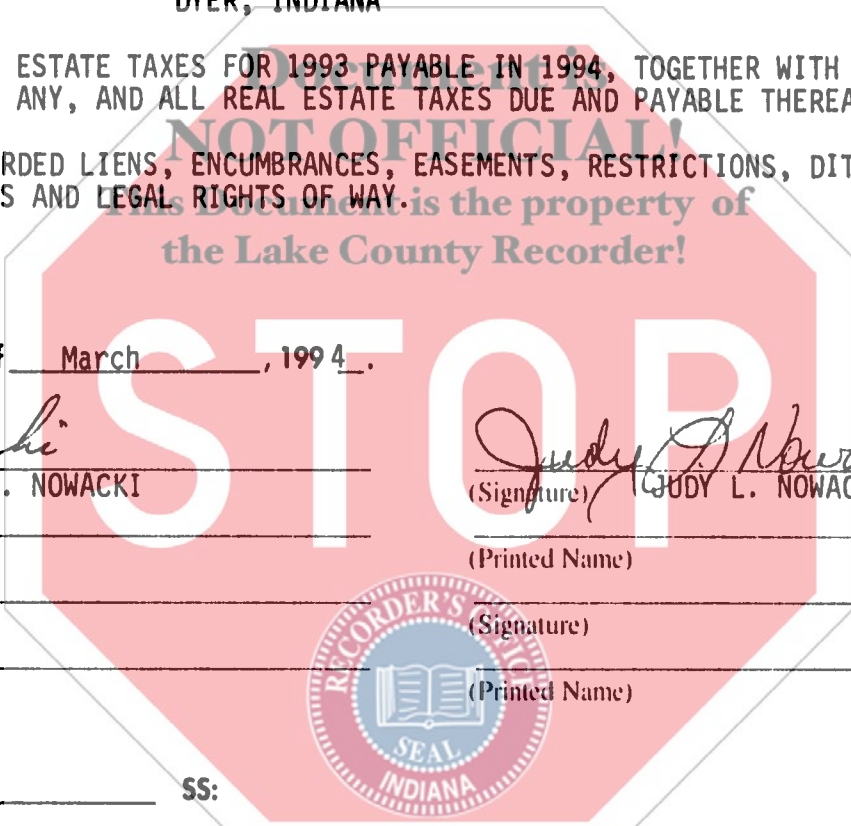 DYER, INDIANA
ESTATE TAXES FOR 1993 PAYABLE IN 1994, TOGETHER WITH
ANY, AND ALL REAL ESTATE TAXES DUE AND PAYABLE THEREA
RDED LIENS, ENCUMBRANCES, EASEMENTS, RESTRICTIONS, DIT
S AND LEGAL RIGHTS OF WAY.
Document is
NOT OFFICIAL!
This Document is the property of
the Lake County Recorder!
STOP
March , 1994 .
ki
Judy L Nowa
. NOWACKI
(Signature) JUDY L. NOWAC
(Printed Name)
(Signature)
(Printed Name)
RECORDER'S OFFICE
SEAL
INDIANA
SS: